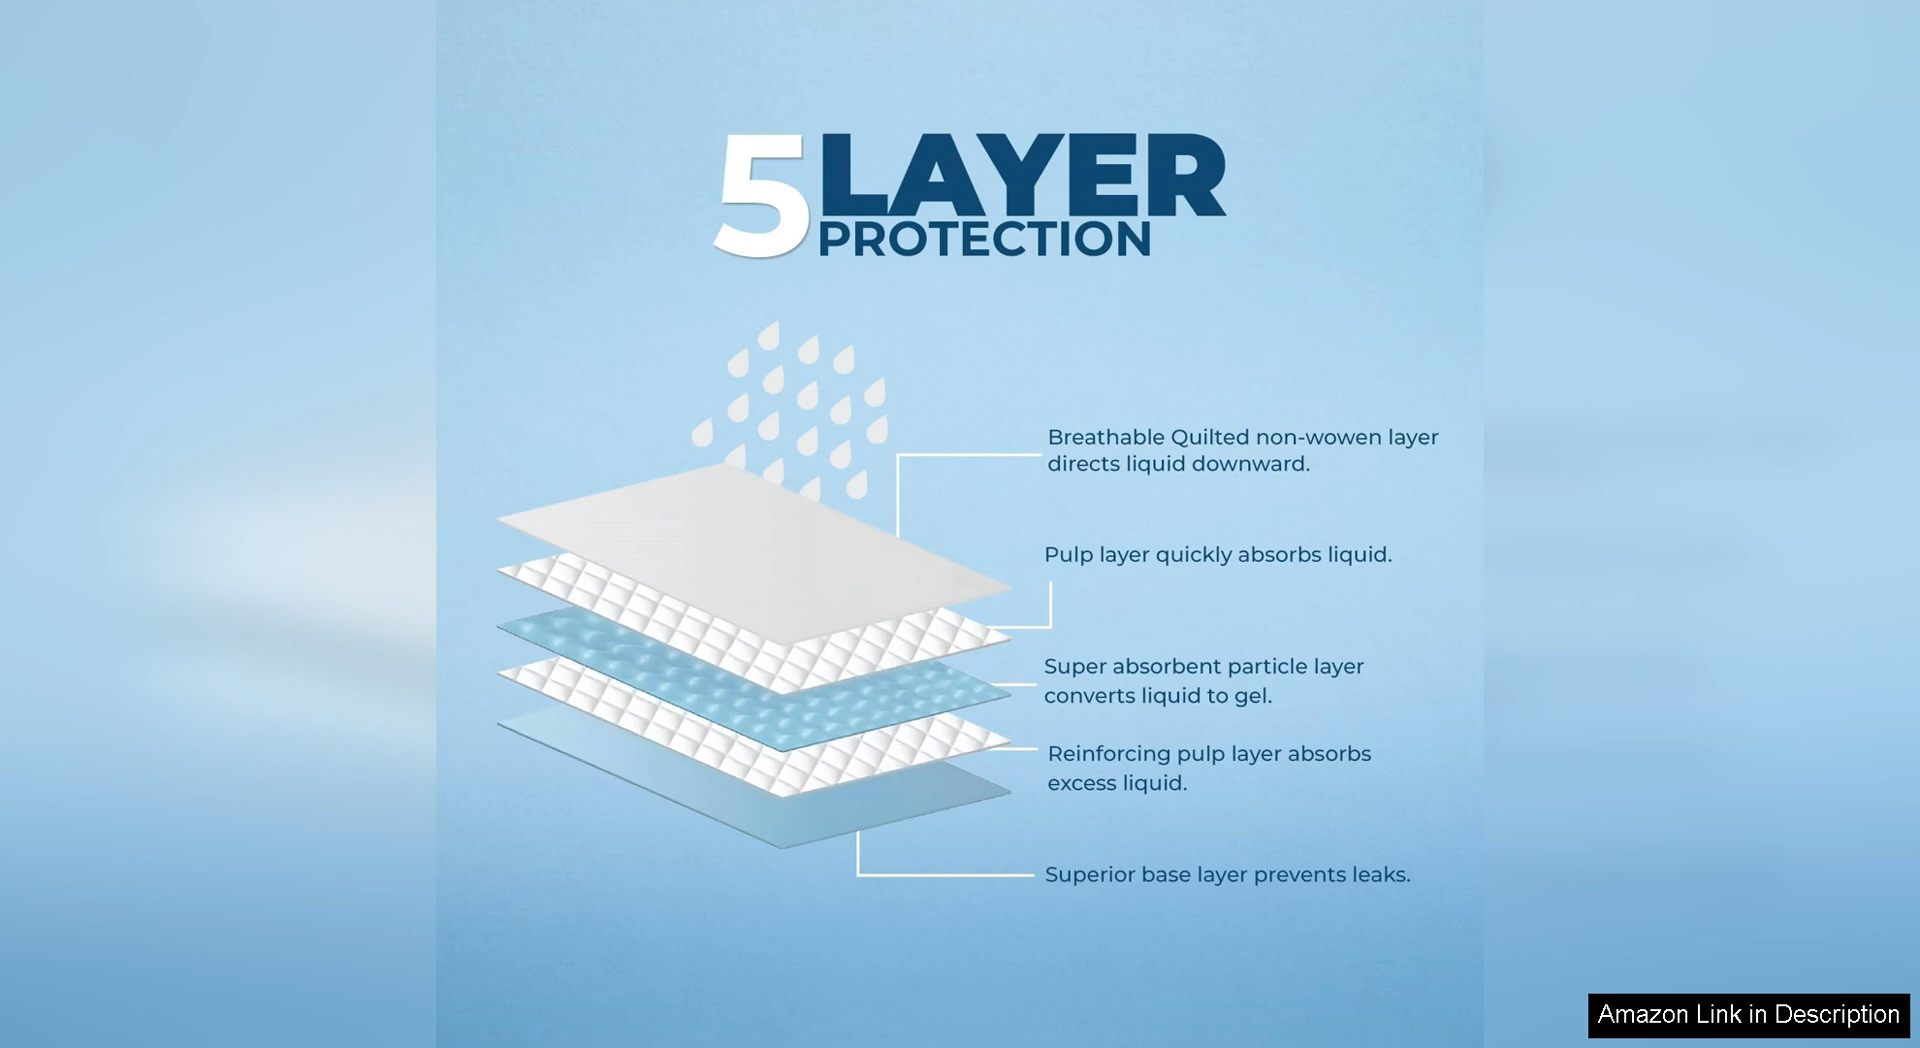 5 LAYER
PROTECTION
Breathable Quilted non-wowen layer
directs liquid downward.
Pulp layer quickly absorbs liquid.
Super absorbent particle layer
converts liquid to gel.
Reinforcing pulp layer absorbs
excess liquid.
Superior base layer prevents leaks.
Amazon Link in Description